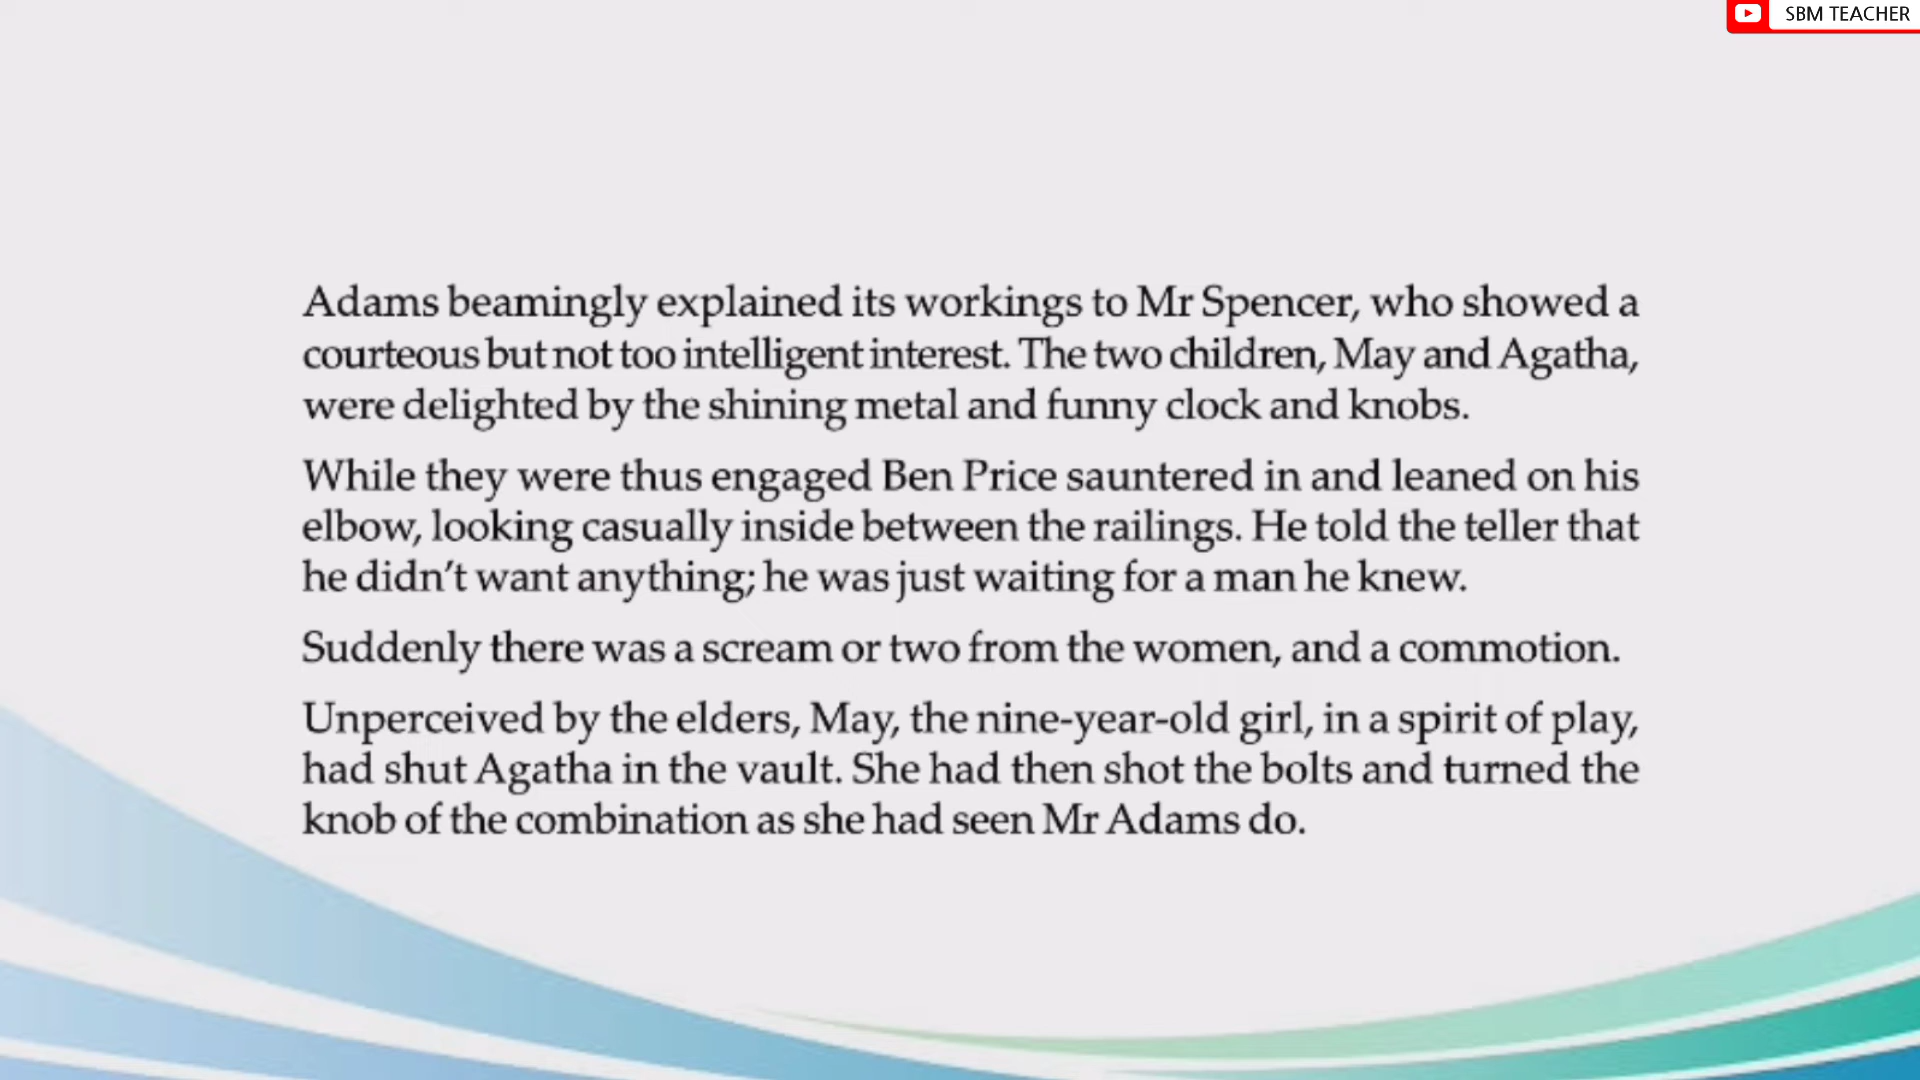 SBM TEACHER
Adams beamingly explained its workings to Mr Spencer, who showed a
courteous but not too intelligent interest. The two children, May and Agatha,
were delighted by the shining metal and funny clock and knobs.
While they were thus engaged Ben Price sauntered in and leaned on his
elbow, looking casually inside between the railings. He told the teller that
he didn’t want anything; he was just waiting for a man he knew.
Suddenly there was a scream or two from the women, and a commotion.
Unperceived by the elders, May, the nine-year-old girl, in a spirit of play,
had shut Agatha in the vault. She had then shot the bolts and turned the
knob of the combination as she had seen Mr Adams do.